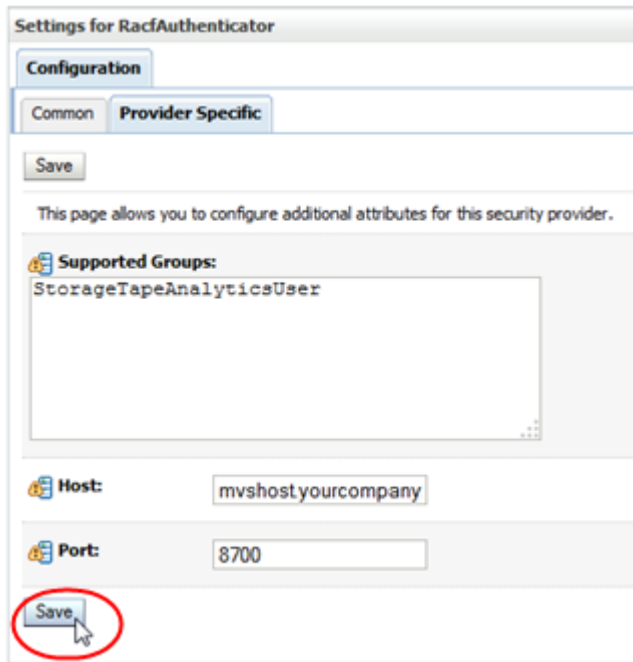 Settings for RacfAuthenticator
Configuration
Common Provider Specific
Save
This page allows you to configure additional attributes for this security provider.
Supported Groups:
StorageTapeAnalyticsUser
Host: mvshost.yourcompany
Port: 8700
Save